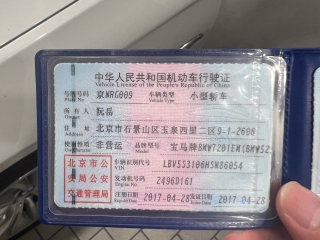 中华人民共和国机动车行驶证
Vehicle License of the People's Republic of China
号牌号码 京MRG009 车辆类型 小型轿车
Plate No. Vehicle Type
所有人 阮岳
Owner
住址 北京市石景山区玉泉西里二区9-1-2608
Address
使用性质 非营运 品牌型号 宝马牌BMW7201EM(BMWS2
Use Character Model
北京市公 车辆识别代号
安局公安 VIN
交通管理局 发动机号码 2496D161
Engine No.
注册日期 2017-04-28 发证日期 2017-04-28
Register Date Issue Date